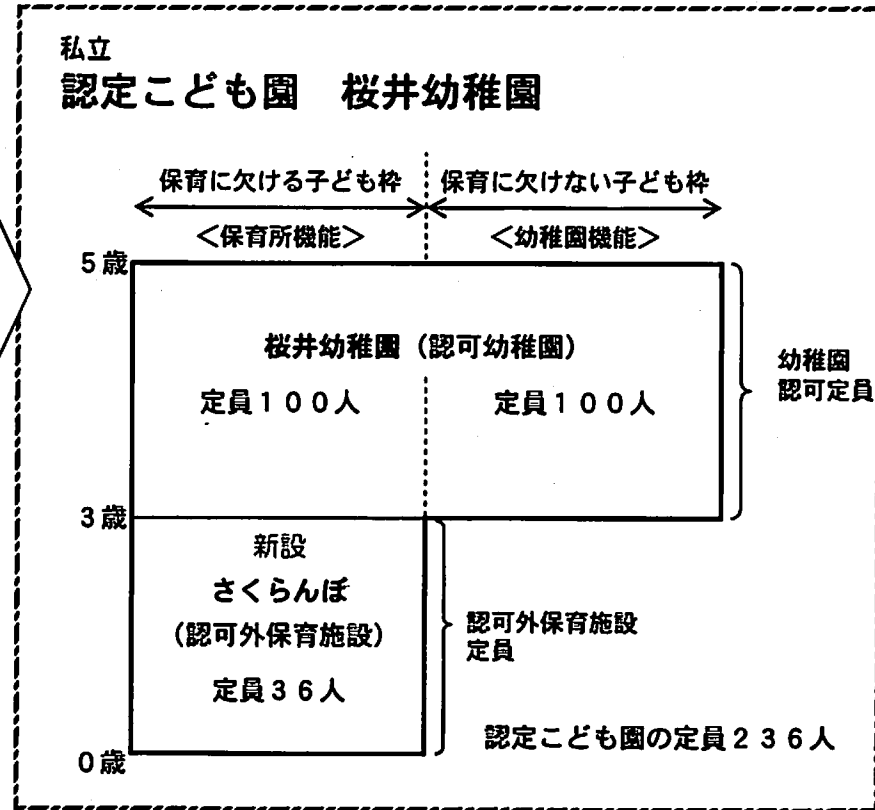 私立
認定こども園　桜井幼稚園
保育に欠ける子ども枠
保育に欠けない子ども枠
＜保育所機能＞
＜幼稚園機能＞
5歳
桜井幼稚園（認可幼稚園）
定員１００人
定員１００人
幼稚園
認可定員
3歳
新設
さくらんぼ
（認可外保育施設）
定員３６人
認可外保育施設
定員
認定こども園の定員２３６人
0歳